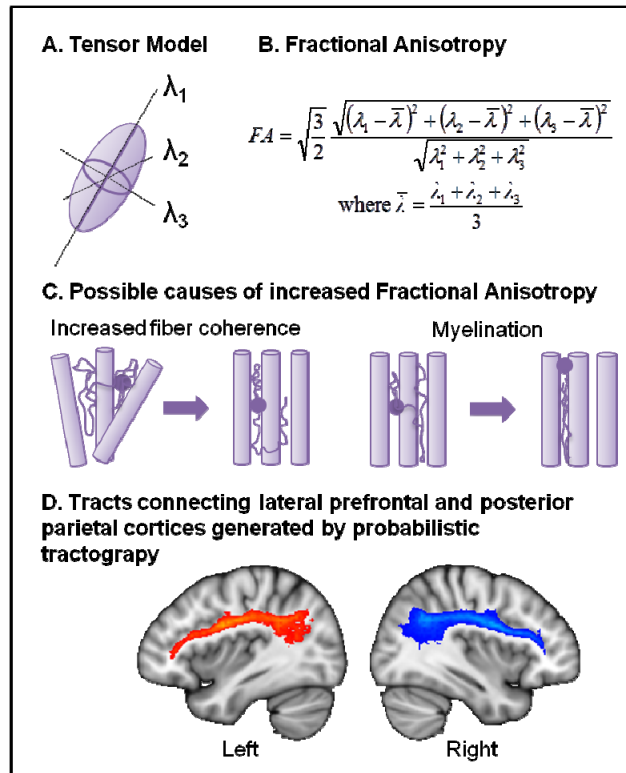 A. Tensor Model
B. Fractional Anisotropy
λ1
λ2
λ3
FA = √(3/2) √((λ1 − λ̄)² + (λ2 − λ̄)² + (λ3 − λ̄)²) / √(λ1² + λ2² + λ3²)
where λ̄ = (λ1 + λ2 + λ3) / 3
C. Possible causes of increased Fractional Anisotropy
Increased fiber coherence
Myelination
D. Tracts connecting lateral prefrontal and posterior
parietal cortices generated by probabilistic
tractograpy
Left
Right